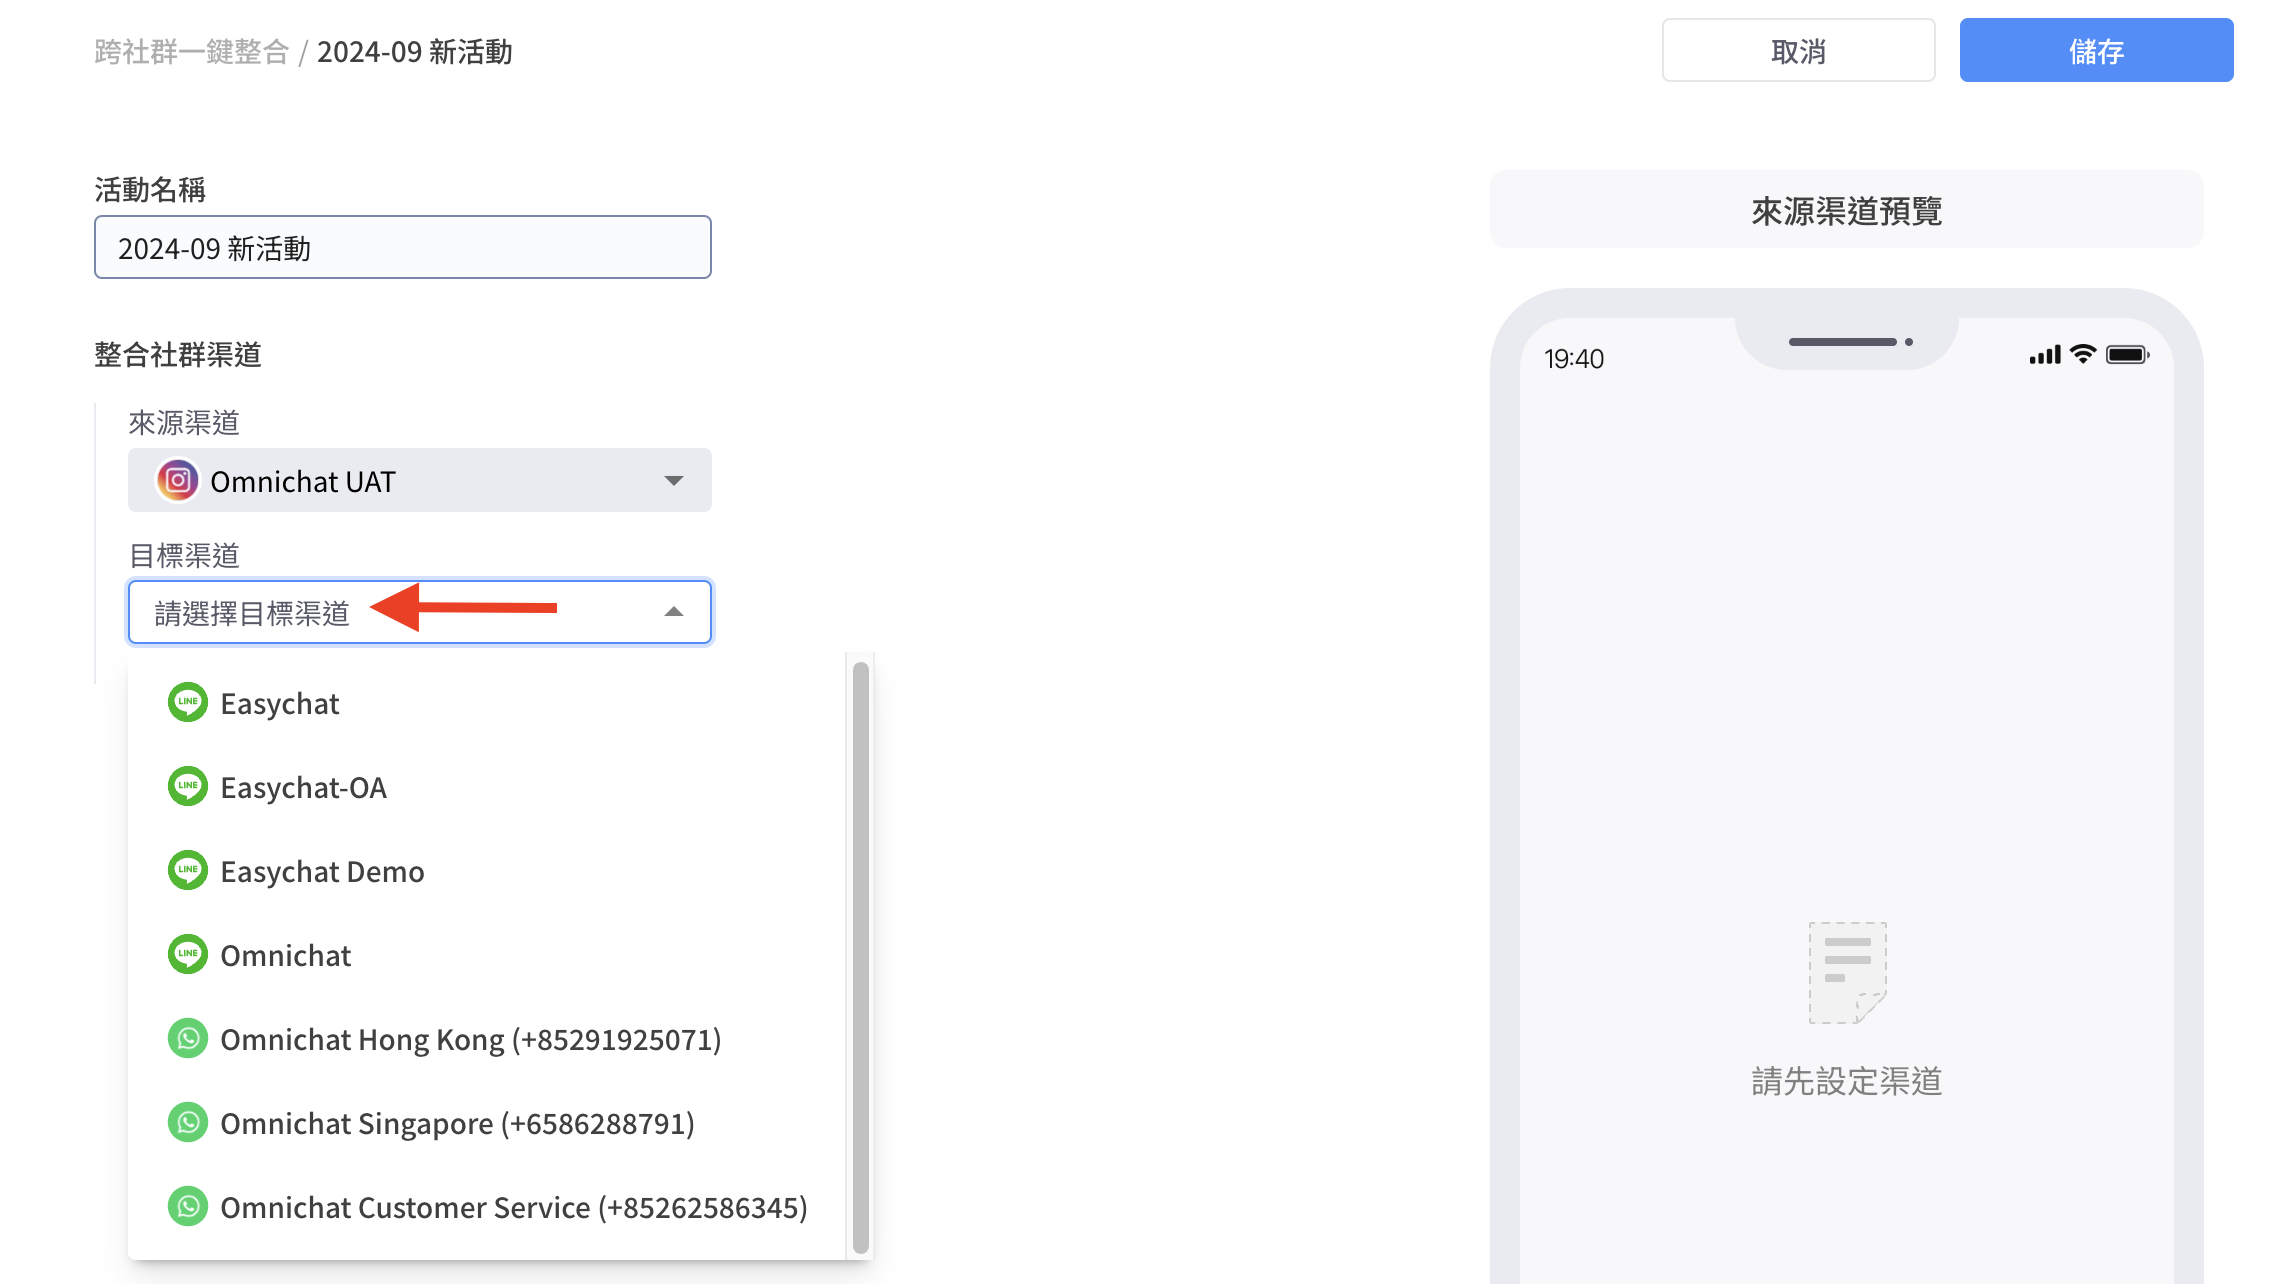 跨社群一鍵整合 / 2024-09 新活動
取消
儲存
活動名稱
2024-09 新活動
整合社群渠道
來源渠道
Omnichat UAT
目標渠道
請選擇目標渠道
LINE Easychat
LINE Easychat-OA
LINE Easychat Demo
LINE Omnichat
Omnichat Hong Kong (+85291925071)
Omnichat Singapore (+6586288791)
Omnichat Customer Service (+85262586345)
來源渠道預覽
19:40
請先設定渠道